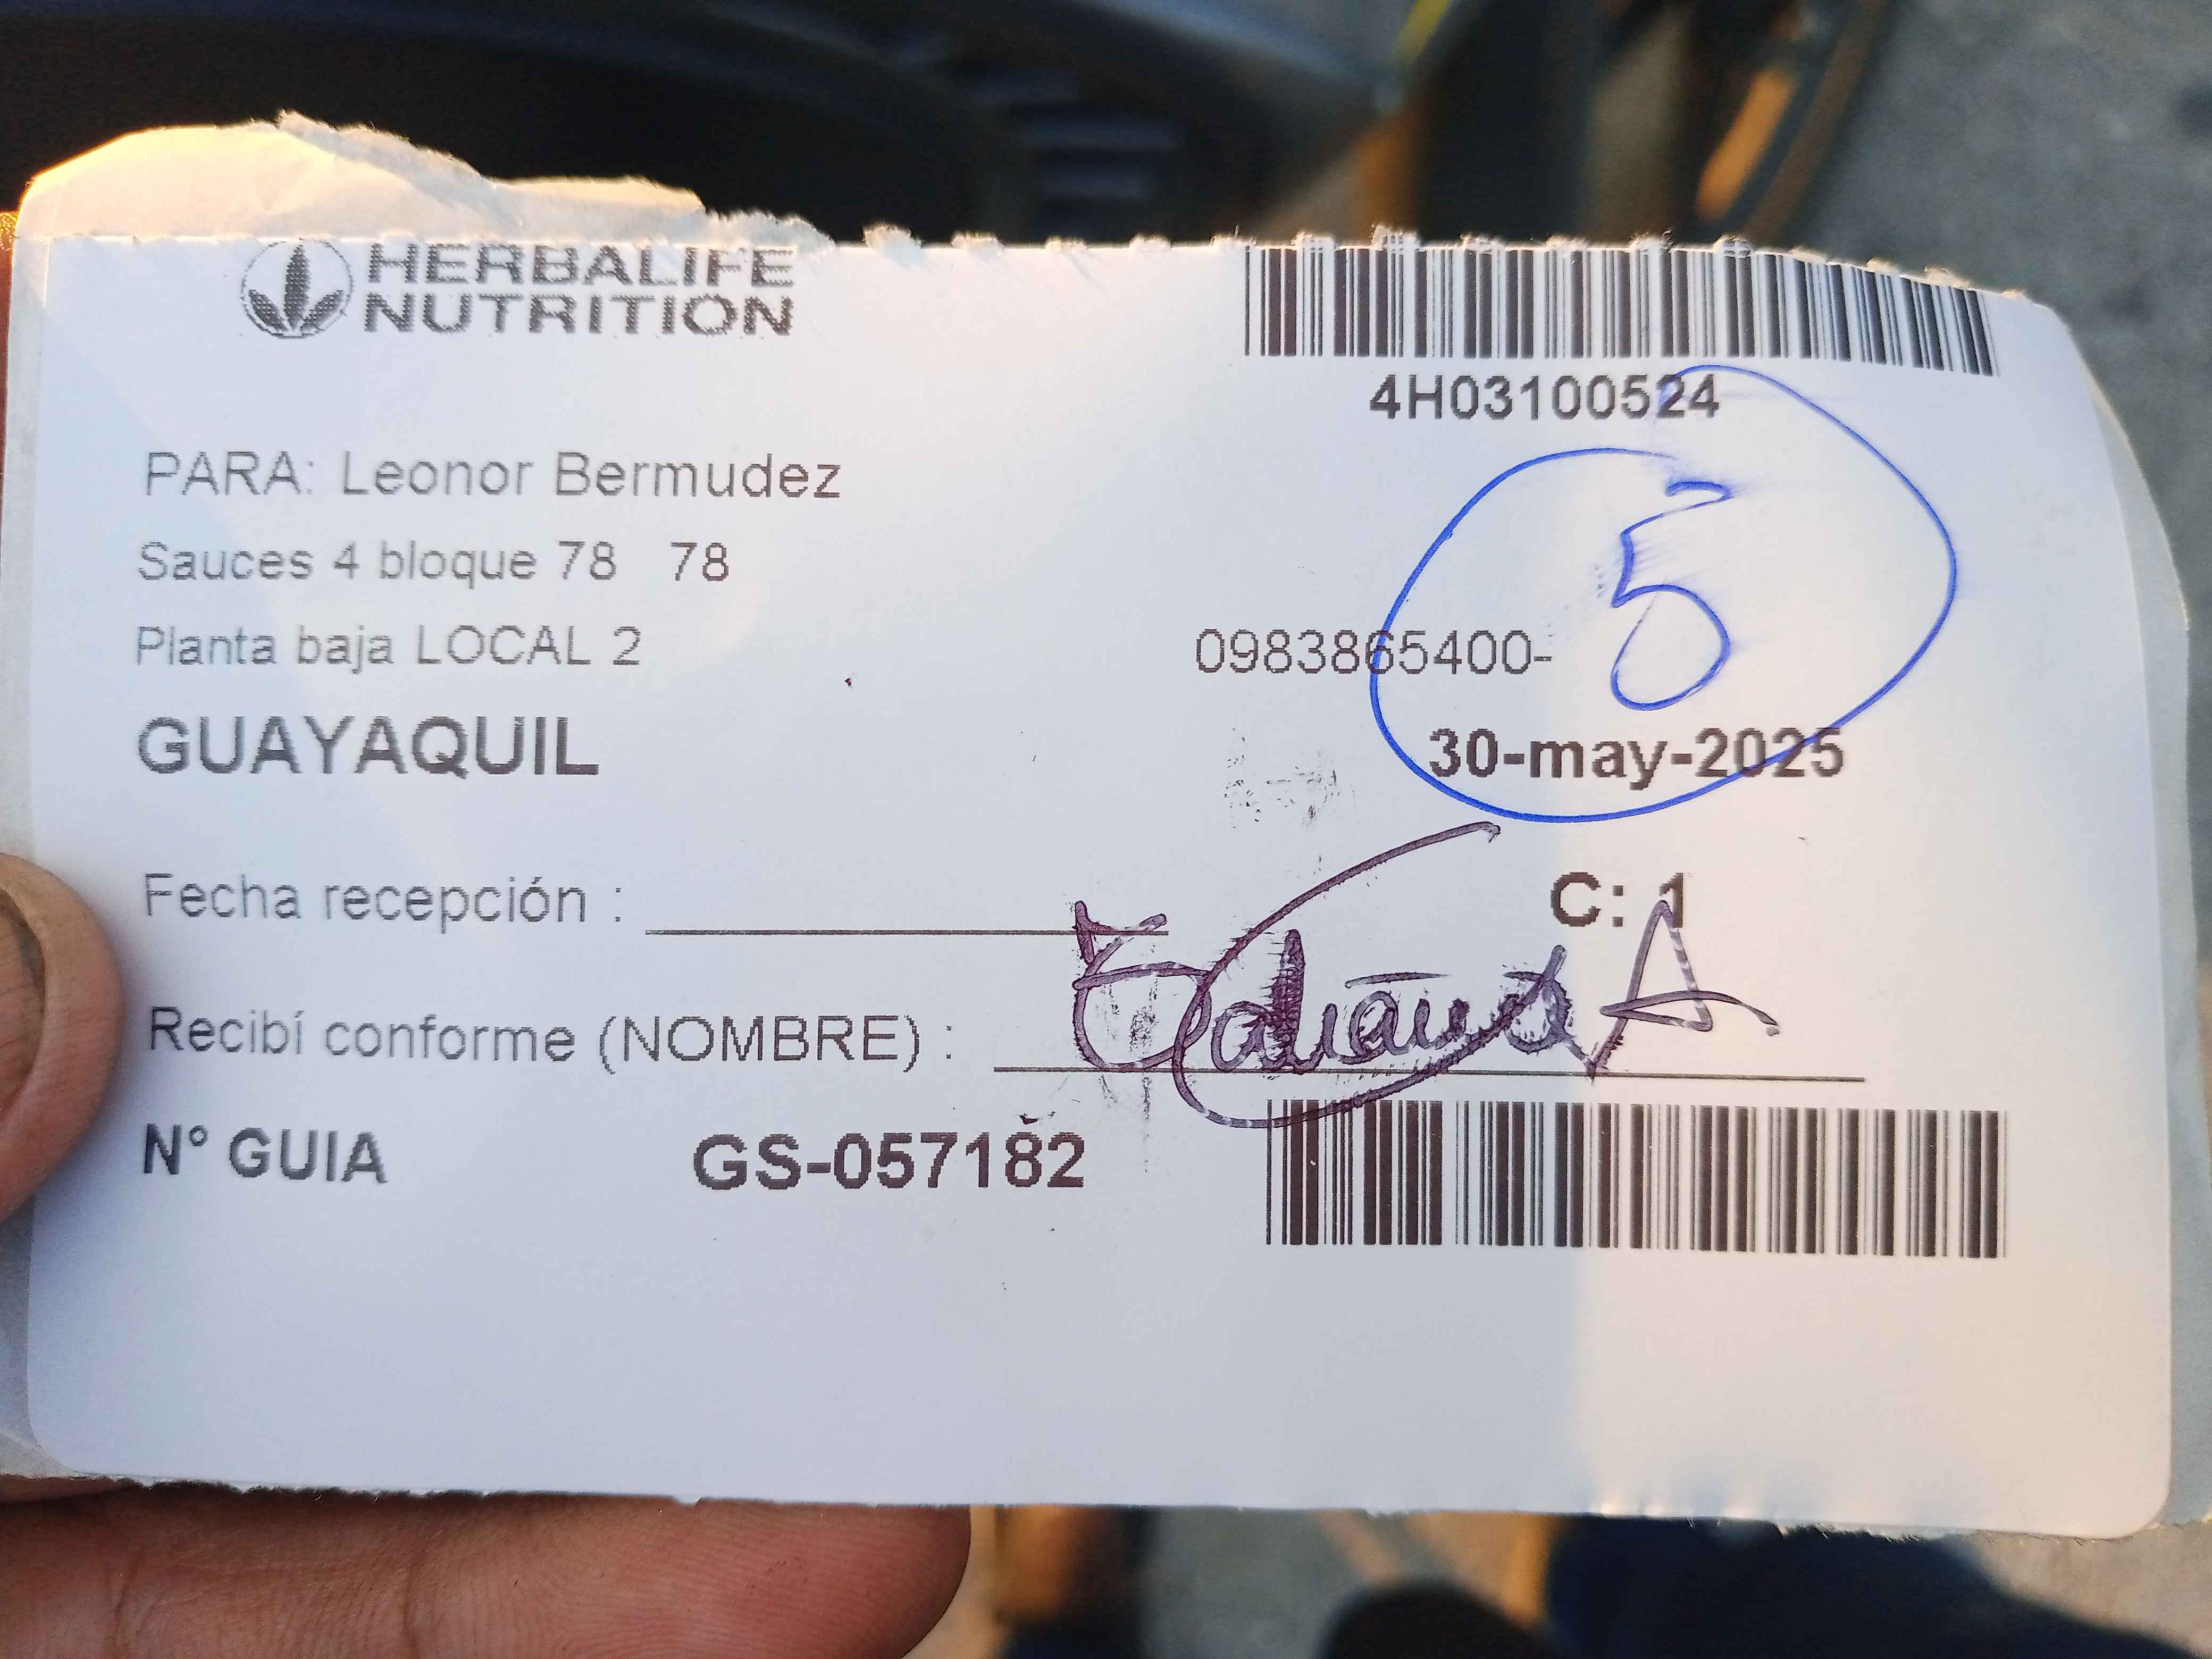 HERBALIFE
NUTRITION
4H03100524
PARA: Leonor Bermudez
5
Sauces 4 bloque 78 78
Planta baja LOCAL 2
0983865400-
GUAYAQUIL
30-may-2025
Fecha recepción :
C: 1
Recibí conforme (NOMBRE) :
N° GUIA GS-057182